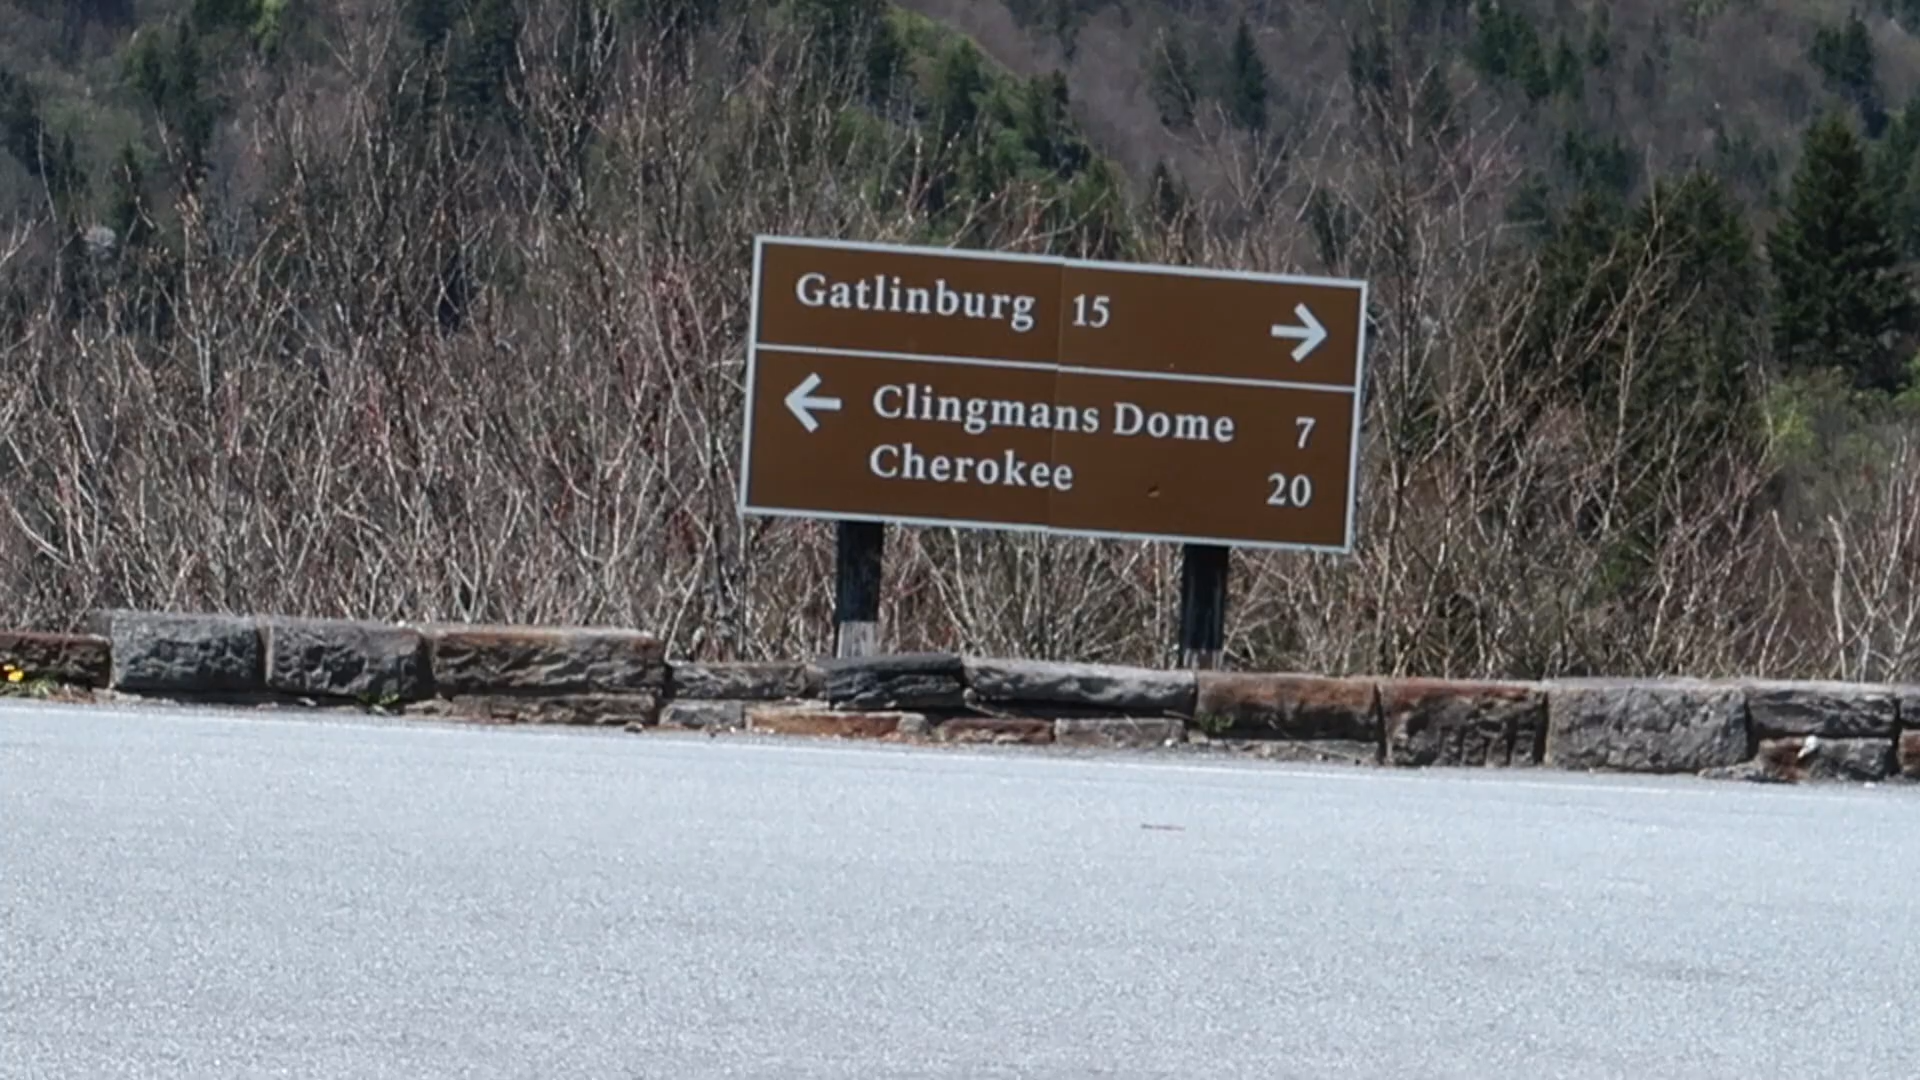 Gatlinburg 15 →
← Clingmans Dome 7
Cherokee 20